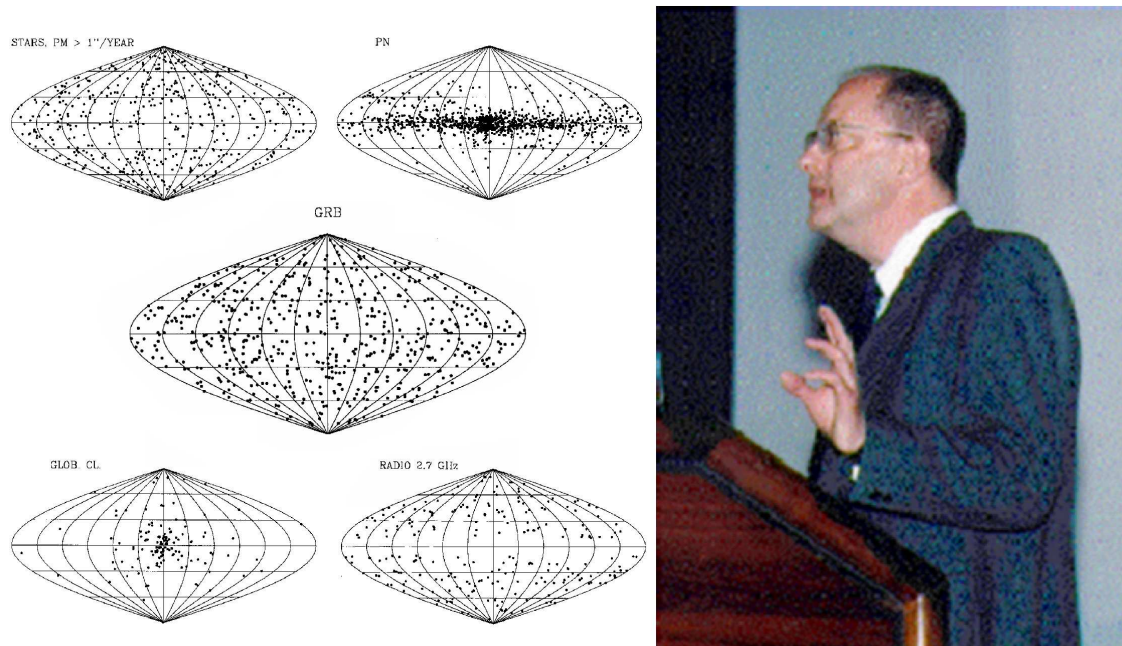 STARS, PM > 1"/YEAR
PN
GRB
GLOB. CL.
RADIO 2.7 GHz